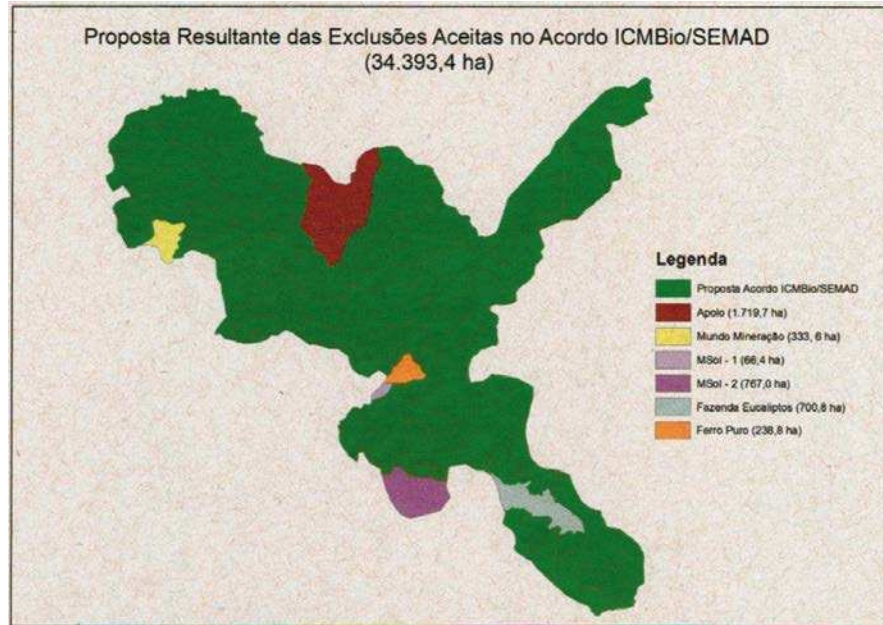 Proposta Resultante das Exclusões Aceitas no Acordo ICMBio/SEMAD
(34.393,4 ha)
Legenda
Proposta Acordo ICMBio/SEMAD
Apolo (1.719,7 ha)
Mundo Mineração (333, 6 ha)
MSol - 1 (66,4 ha)
MSol - 2 (767,0 ha)
Fazenda Eucaliptos (700,8 ha)
Ferro Puro (238,8 ha)